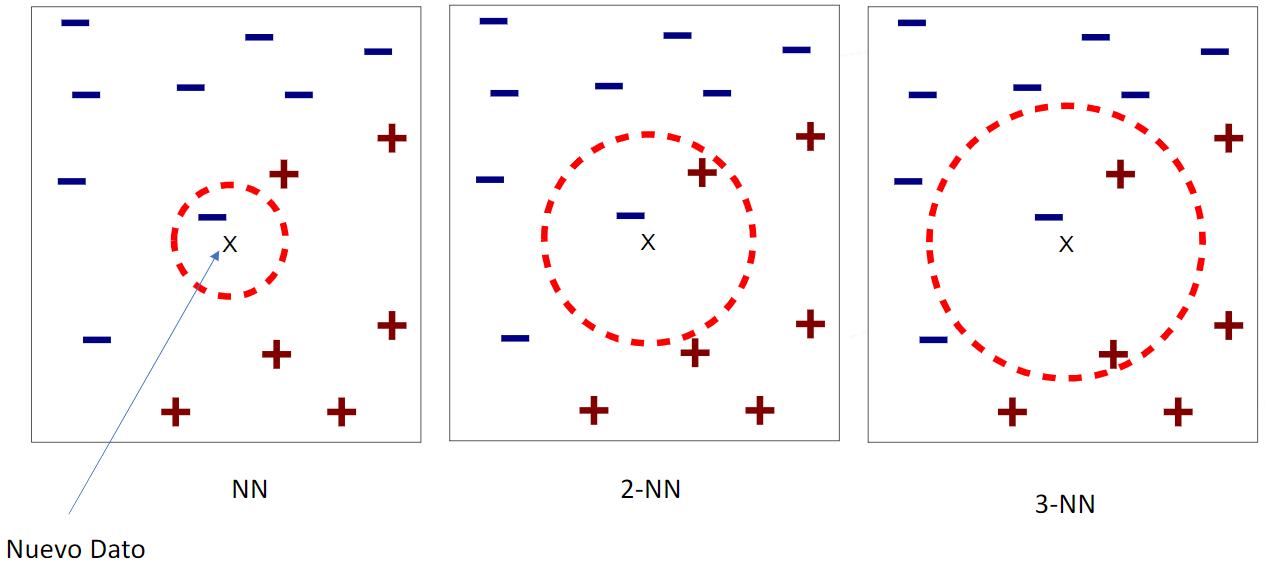 X
X
X
NN
2-NN
3-NN
Nuevo Dato